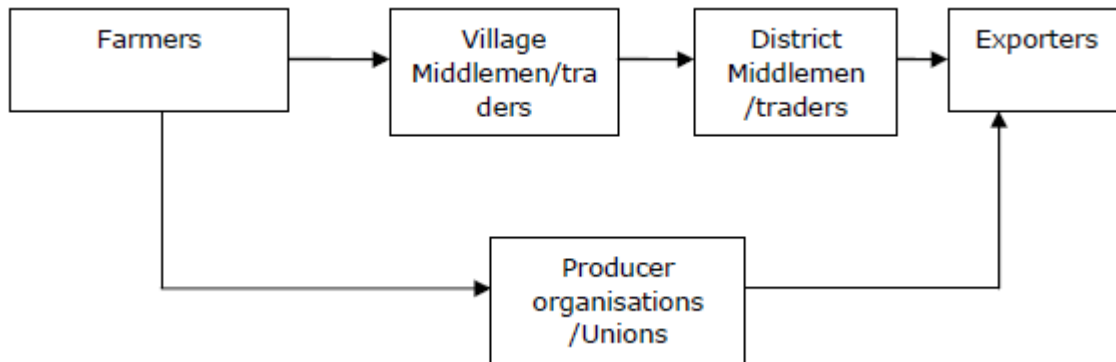 Farmers
Village
Middlemen/tra
ders
District
Middlemen
/traders
Exporters
Producer
organisations
/Unions